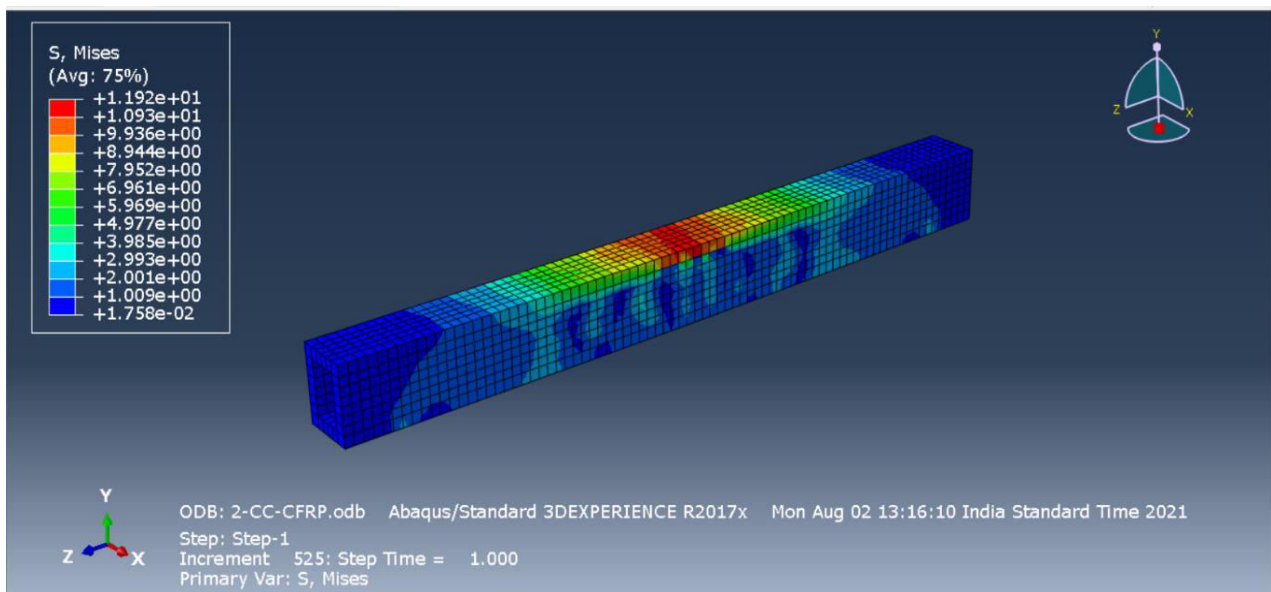 S, Mises
(Avg: 75%)
+1.192e+01
+1.093e+01
+9.936e+00
+8.944e+00
+7.952e+00
+6.961e+00
+5.969e+00
+4.977e+00
+3.985e+00
+2.993e+00
+2.001e+00
+1.009e+00
+1.758e-02
Y
Z
X
Y
Z
X
ODB: 2-CC-CFRP.odb Abaqus/Standard 3DEXPERIENCE R2017x Mon Aug 02 13:16:10 India Standard Time 2021
Step: Step-1
Increment 525: Step Time = 1.000
Primary Var: S, Mises